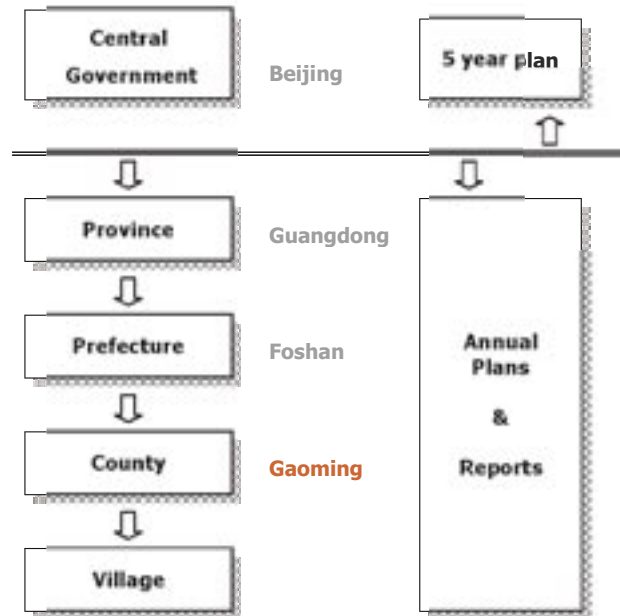 Central
Government
Beijing
5 year plan
Province
Guangdong
Prefecture
Foshan
Annual
Plans
&
Reports
County
Gaoming
Village